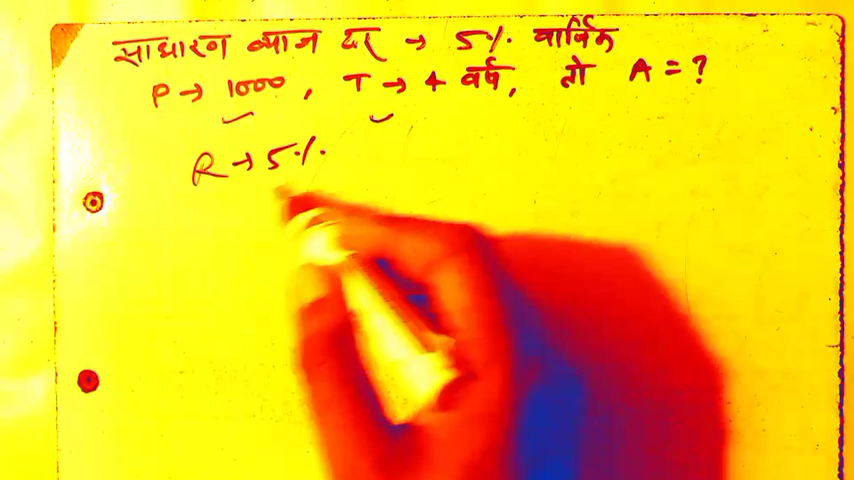 साधारण ब्याज दर → 5% वार्षिक
P → 1000, T → 4 वर्ष, तो A = ?
R → 5%